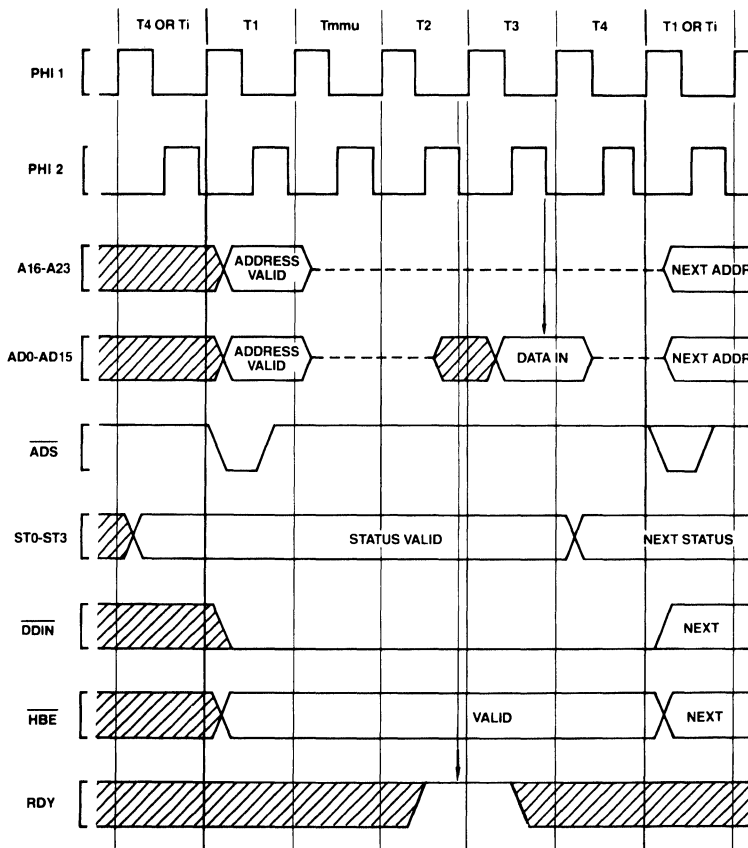 T4 OR Ti T1 Tmmu T2 T3 T4 T1 OR Ti
PHI 1
PHI 2
A16-A23 ADDRESS VALID NEXT ADDR
AD0-AD15 ADDRESS VALID DATA IN NEXT ADDR
ADS
ST0-ST3 STATUS VALID NEXT STATUS
DDIN NEXT
HBE VALID NEXT
RDY